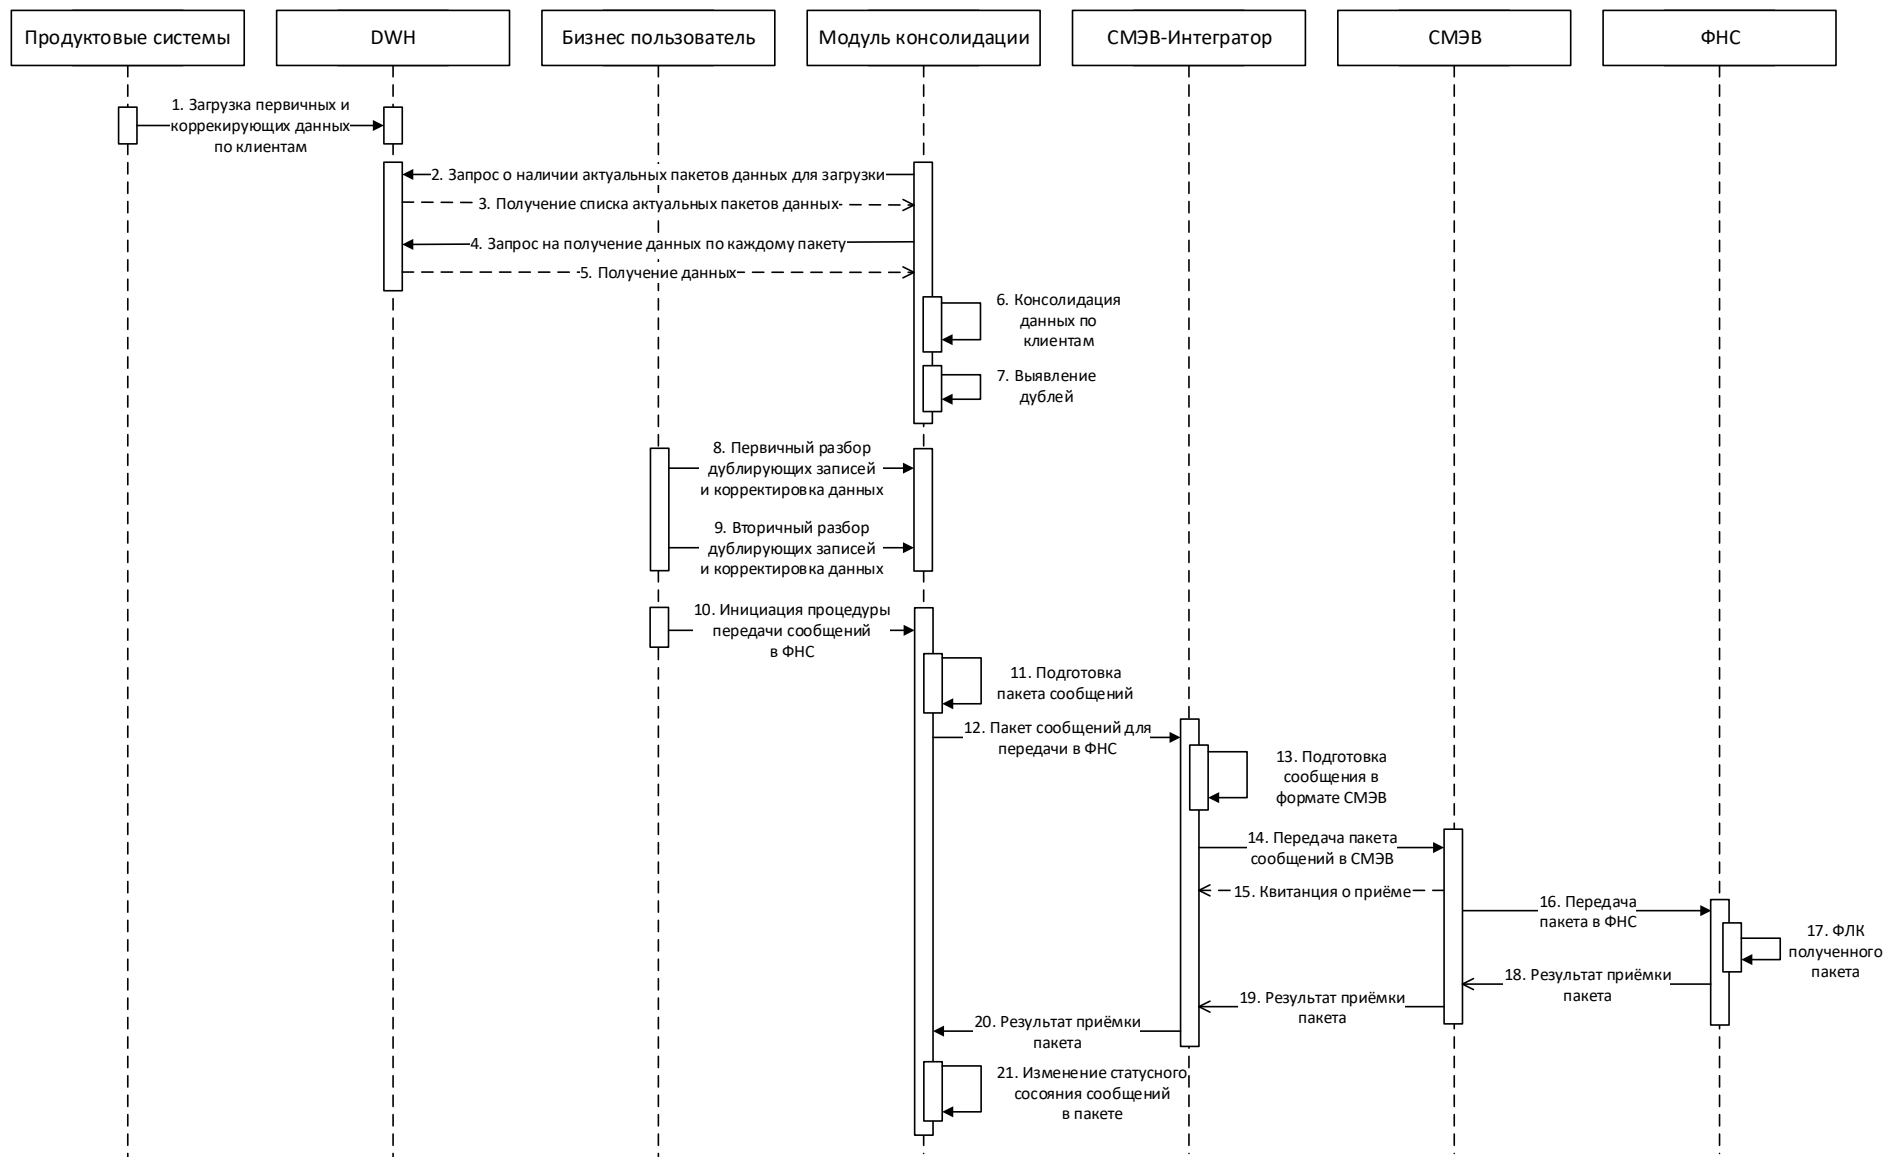 Продуктовые системы
DWH
Бизнес пользователь
Модуль консолидации
СМЭВ-Интегратор
СМЭВ
ФНС
1. Загрузка первичных и
коррекирующих данных
по клиентам
2. Запрос о наличии актуальных пакетов данных для загрузки
3. Получение списка актуальных пакетов данных
4. Запрос на получение данных по каждому пакету
5. Получение данных
6. Консолидация
данных по
клиентам
7. Выявление
дублей
8. Первичный разбор
дублирующих записей
и корректировка данных
9. Вторичный разбор
дублирующих записей
и корректировка данных
10. Инициация процедуры
передачи сообщений
в ФНС
11. Подготовка
пакета сообщений
12. Пакет сообщений для
передачи в ФНС
13. Подготовка
сообщения в
формате СМЭВ
14. Передача пакета
сообщений в СМЭВ
15. Квитанция о приёме
16. Передача
пакета в ФНС
17. ФЛК
полученного
пакета
18. Результат приёмки
пакета
19. Результат приёмки
пакета
20. Результат приёмки
пакета
21. Изменение статусного
сосояния сообщений
в пакете